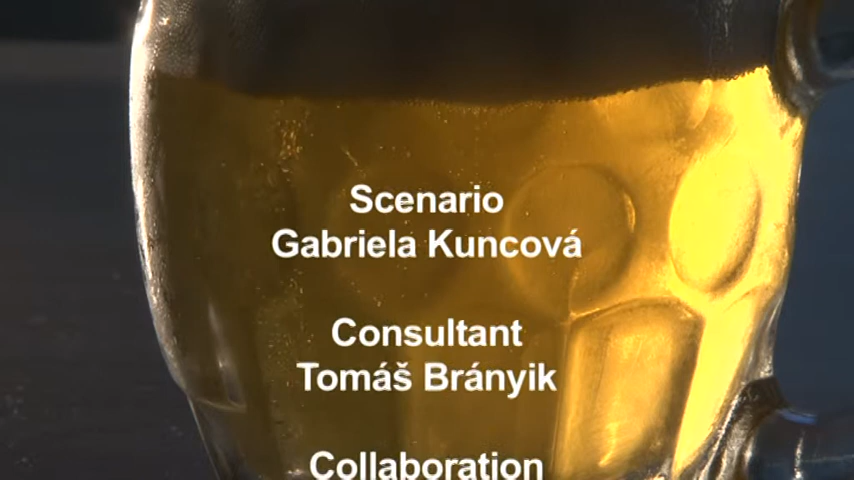 Scenario
Gabriela Kuncová
Consultant
Tomáš Brányik
Collaboration